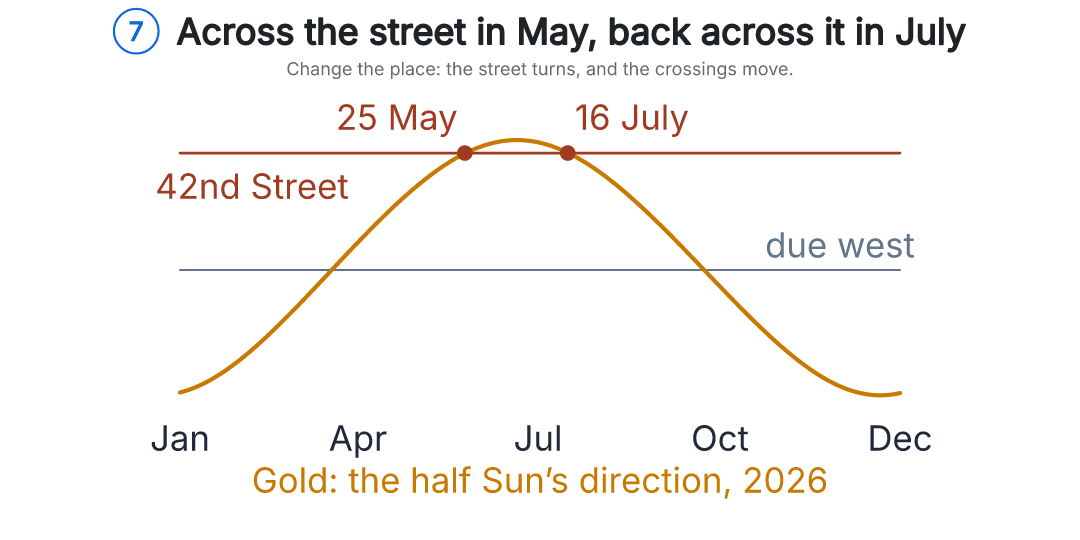 7 Across the street in May, back across it in July
Change the place: the street turns, and the crossings move.
25 May 16 July
42nd Street
due west
Jan Apr Jul Oct Dec
Gold: the half Sun’s direction, 2026